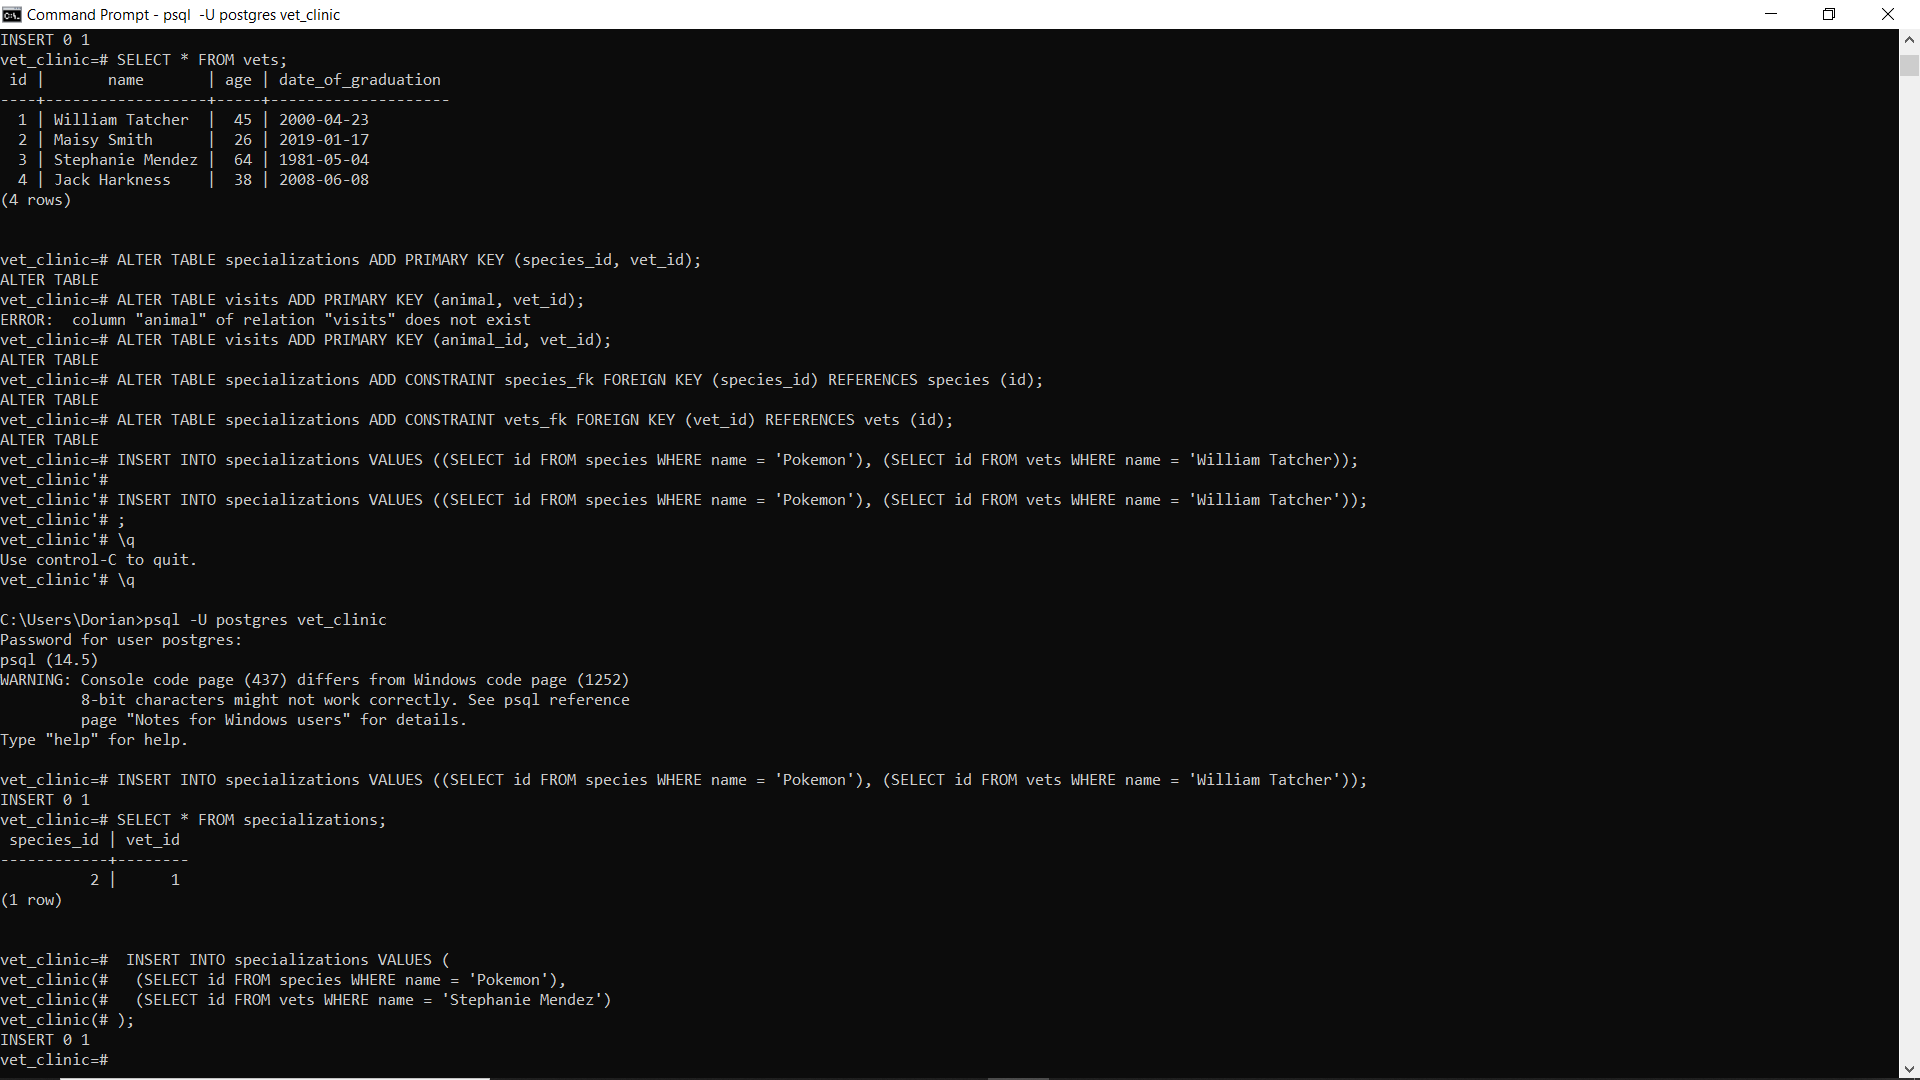 Command Prompt - psql  -U postgres vet_clinic
INSERT 0 1
vet_clinic=# SELECT * FROM vets;
 id |       name       | age | date_of_graduation
----+------------------+-----+--------------------
  1 | William Tatcher  |  45 | 2000-04-23
  2 | Maisy Smith      |  26 | 2019-01-17
  3 | Stephanie Mendez |  64 | 1981-05-04
  4 | Jack Harkness    |  38 | 2008-06-08
(4 rows)
vet_clinic=# ALTER TABLE specializations ADD PRIMARY KEY (species_id, vet_id);
ALTER TABLE
vet_clinic=# ALTER TABLE visits ADD PRIMARY KEY (animal, vet_id);
ERROR:  column "animal" of relation "visits" does not exist
vet_clinic=# ALTER TABLE visits ADD PRIMARY KEY (animal_id, vet_id);
ALTER TABLE
vet_clinic=# ALTER TABLE specializations ADD CONSTRAINT species_fk FOREIGN KEY (species_id) REFERENCES species (id);
ALTER TABLE
vet_clinic=# ALTER TABLE specializations ADD CONSTRAINT vets_fk FOREIGN KEY (vet_id) REFERENCES vets (id);
ALTER TABLE
vet_clinic=# INSERT INTO specializations VALUES ((SELECT id FROM species WHERE name = 'Pokemon'), (SELECT id FROM vets WHERE name = 'William Tatcher));
vet_clinic'#
vet_clinic'# INSERT INTO specializations VALUES ((SELECT id FROM species WHERE name = 'Pokemon'), (SELECT id FROM vets WHERE name = 'William Tatcher'));
vet_clinic'# ;
vet_clinic'# \q
Use control-C to quit.
vet_clinic'# \q
C:\Users\Dorian>psql -U postgres vet_clinic
Password for user postgres:
psql (14.5)
WARNING: Console code page (437) differs from Windows code page (1252)
         8-bit characters might not work correctly. See psql reference
         page "Notes for Windows users" for details.
Type "help" for help.
vet_clinic=# INSERT INTO specializations VALUES ((SELECT id FROM species WHERE name = 'Pokemon'), (SELECT id FROM vets WHERE name = 'William Tatcher'));
INSERT 0 1
vet_clinic=# SELECT * FROM specializations;
 species_id | vet_id
------------+--------
          2 |      1
(1 row)
vet_clinic=#  INSERT INTO specializations VALUES (
vet_clinic(#   (SELECT id FROM species WHERE name = 'Pokemon'),
vet_clinic(#   (SELECT id FROM vets WHERE name = 'Stephanie Mendez')
vet_clinic(# );
INSERT 0 1
vet_clinic=#